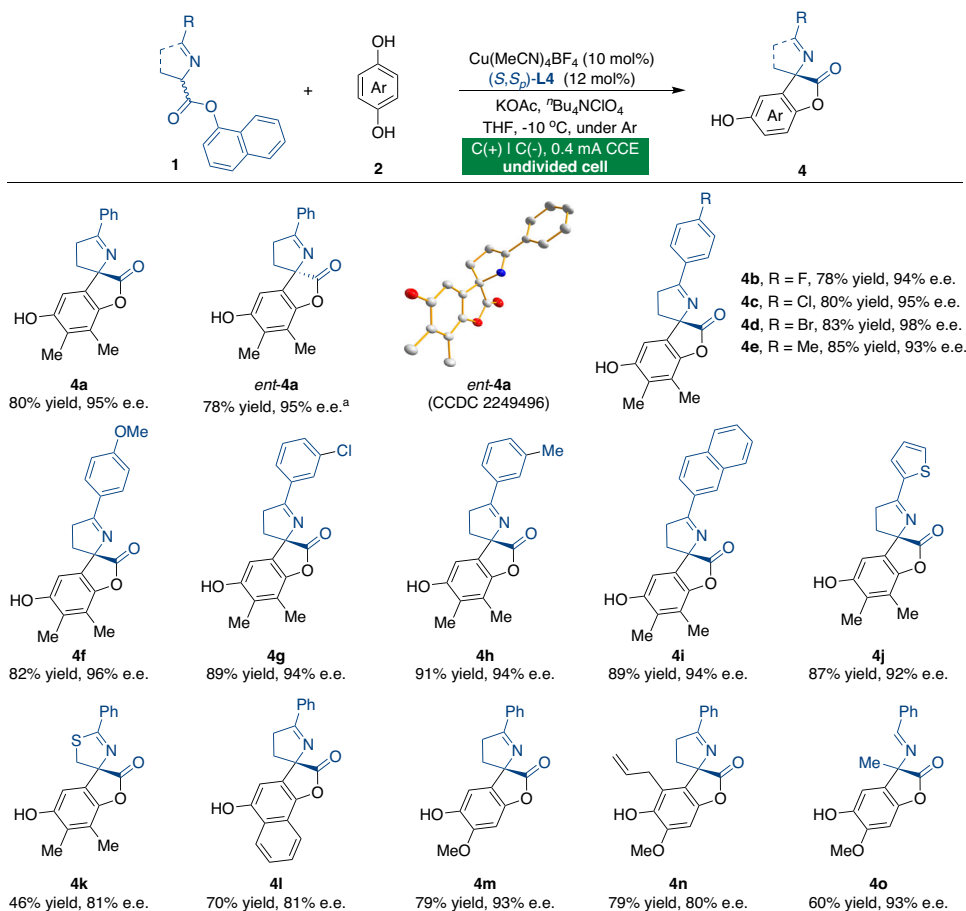 R
N
O
O
1
+
OH
Ar
OH
2
Cu(MeCN)4BF4 (10 mol%)
(S,Sp)-L4 (12 mol%)
KOAc, nBu4NClO4
THF, -10 oC, under Ar
C(+) l C(-), 0.4 mA CCE
undivided cell
R
N
O
O
HO
Ar
4
Ph
N
O
O
HO
Me
Me
4a
80% yield, 95% e.e.
Ph
N
O
O
HO
Me
Me
ent-4a
78% yield, 95% e.e.a
ent-4a
(CCDC 2249496)
R
N
O
O
HO
Me
Me
4b, R = F, 78% yield, 94% e.e.
4c, R = Cl, 80% yield, 95% e.e.
4d, R = Br, 83% yield, 98% e.e.
4e, R = Me, 85% yield, 93% e.e.
OMe
N
O
O
HO
Me
Me
4f
82% yield, 96% e.e.
Cl
N
O
O
HO
Me
Me
4g
89% yield, 94% e.e.
Me
N
O
O
HO
Me
Me
4h
91% yield, 94% e.e.
N
O
O
HO
Me
Me
4i
89% yield, 94% e.e.
S
N
O
O
HO
Me
Me
4j
87% yield, 92% e.e.
Ph
S
N
O
O
HO
Me
Me
4k
46% yield, 81% e.e.
Ph
N
O
O
HO
4l
70% yield, 81% e.e.
Ph
N
O
O
HO
MeO
4m
79% yield, 93% e.e.
Ph
N
O
O
HO
MeO
4n
79% yield, 80% e.e.
Ph
N
Me
O
O
HO
MeO
4o
60% yield, 93% e.e.